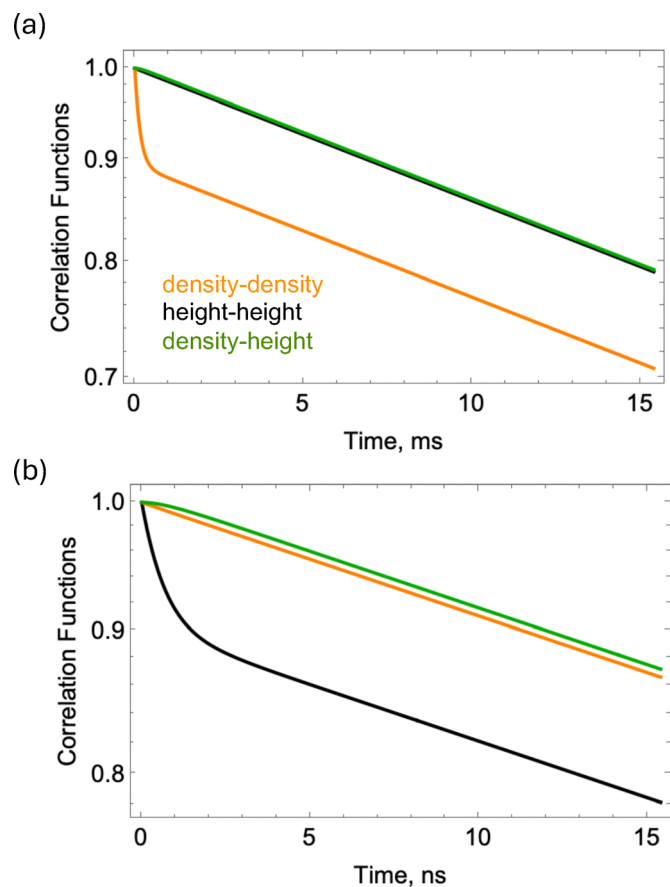 (a)
1.0
0.9
0.8
0.7
Correlation Functions
density-density
height-height
density-height
0 5 10 15
Time, ms
(b)
1.0
0.9
0.8
Correlation Functions
0 5 10 15
Time, ns